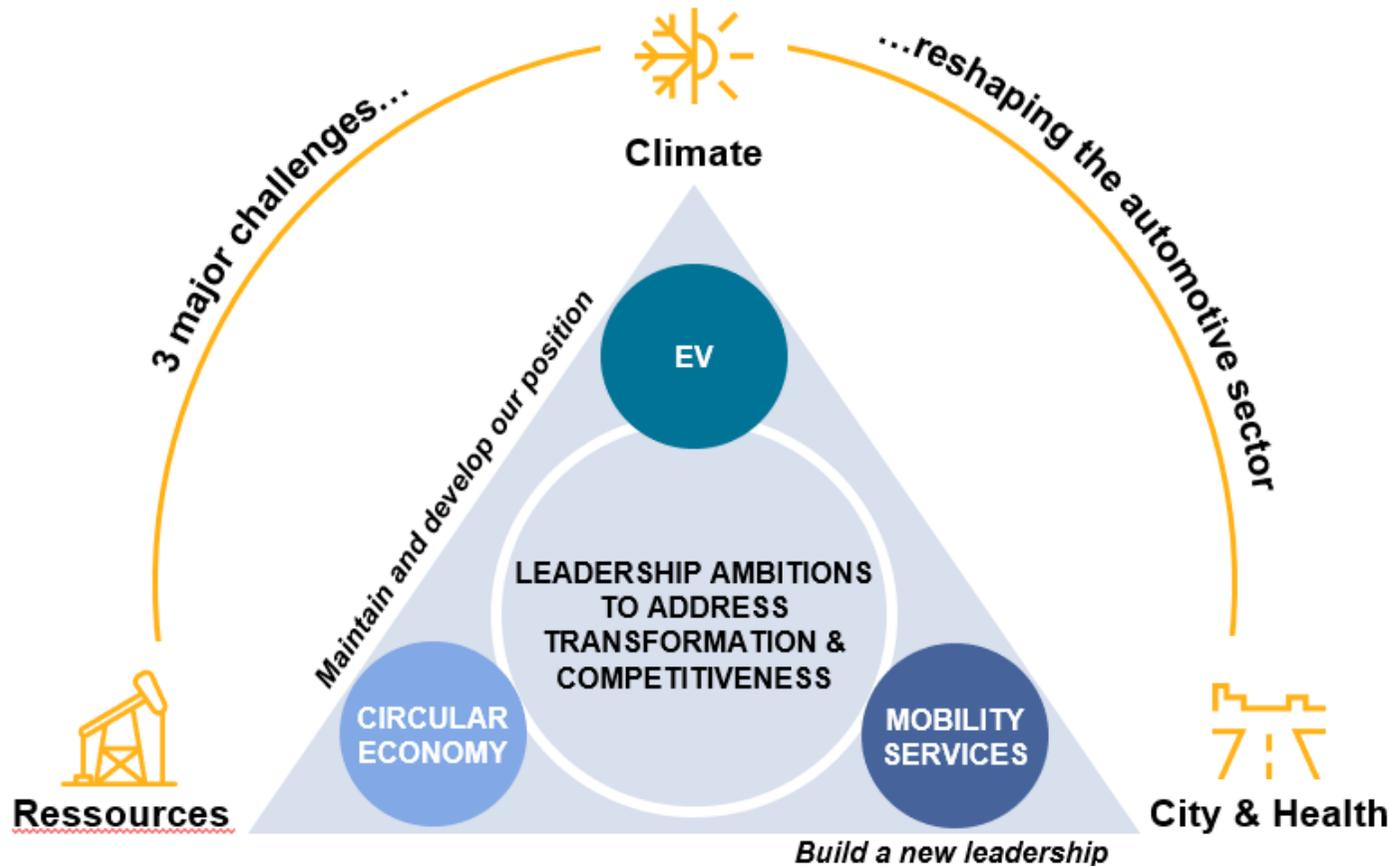 3 major challenges...
...reshaping the automotive sector
Climate
Maintain and develop our position
EV
LEADERSHIP AMBITIONS
TO ADDRESS
TRANSFORMATION &
COMPETITIVENESS
CIRCULAR
ECONOMY
MOBILITY
SERVICES
Ressources
City & Health
Build a new leadership